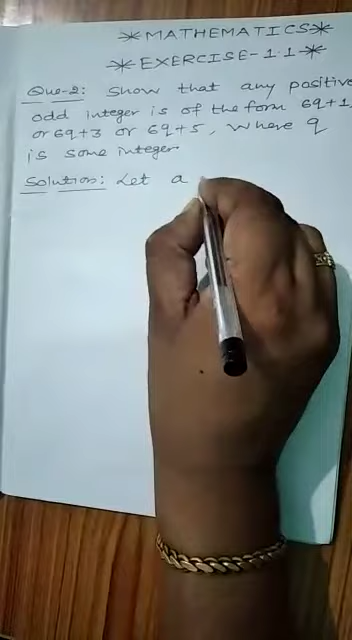 *MATHEMATICS*
*EXERCISE-1.1*
Que-2: Show that any positive
odd integer is of the form 6q+1,
or 6q+3 or 6q+5, where q
is some integer.
Solution: Let a